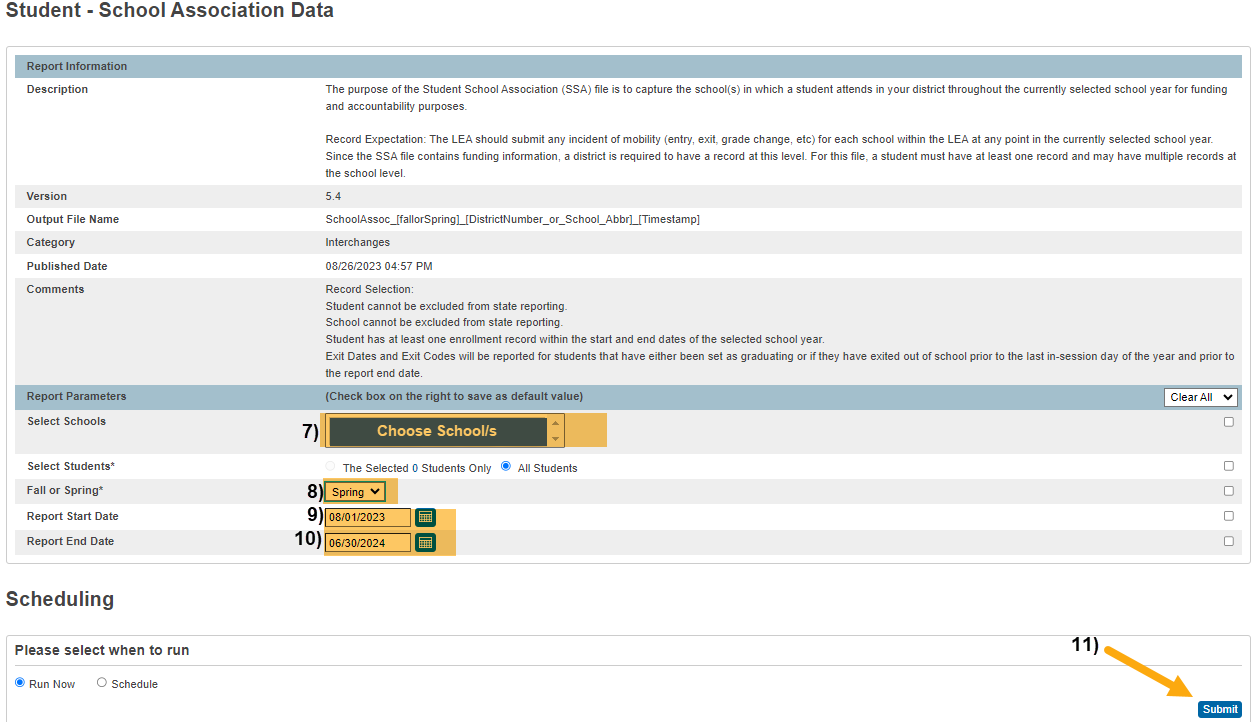 Student - School Association Data
Report Information
Description
The purpose of the Student School Association (SSA) file is to capture the school(s) in which a student attends in your district throughout the currently selected school year for funding
and accountability purposes.
Record Expectation: The LEA should submit any incident of mobility (entry, exit, grade change, etc) for each school within the LEA at any point in the currently selected school year.
Since the SSA file contains funding information, a district is required to have a record at this level. For this file, a student must have at least one record and may have multiple records at
the school level.
Version 5.4
Output File Name SchoolAssoc_[fallorSpring]_[DistrictNumber_or_School_Abbr]_[Timestamp]
Category Interchanges
Published Date 08/26/2023 04:57 PM
Comments Record Selection:
Student cannot be excluded from state reporting.
School cannot be excluded from state reporting.
Student has at least one enrollment record within the start and end dates of the selected school year.
Exit Dates and Exit Codes will be reported for students that have either been set as graduating or if they have exited out of school prior to the last in-session day of the year and prior to
the report end date.
Report Parameters (Check box on the right to save as default value) Clear All
Select Schools 7) Choose School/s
Select Students* The Selected 0 Students Only All Students
Fall or Spring* 8) Spring
Report Start Date 9) 08/01/2023
Report End Date 10) 06/30/2024
Scheduling
Please select when to run
11)
Run Now Schedule
Submit